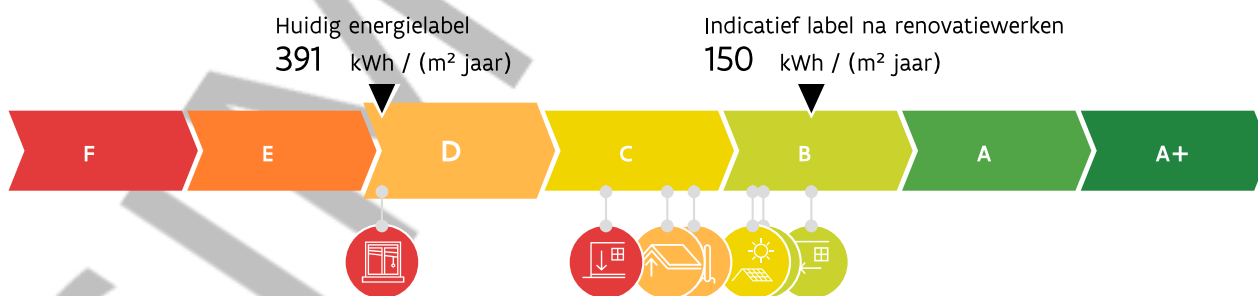 Huidig energielabel
391 kWh / (m² jaar)
Indicatief label na renovatiewerken
150 kWh / (m² jaar)
F E D C B A A+